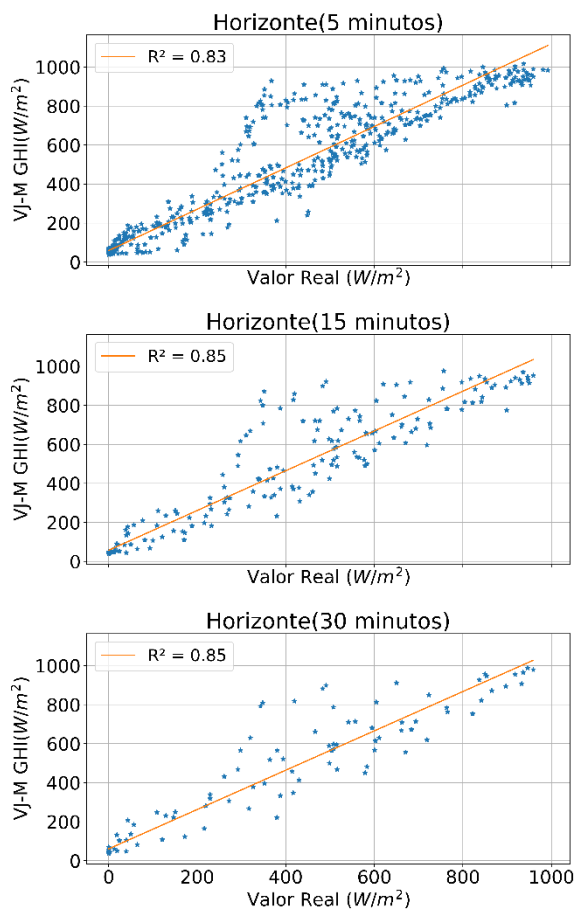 Horizonte(5 minutos)
R² = 0.83
1000
800
600
400
200
0
VJ-M GHI(W/m²)
Valor Real (W/m²)
Horizonte(15 minutos)
R² = 0.85
1000
800
600
400
200
0
VJ-M GHI(W/m²)
Valor Real (W/m²)
Horizonte(30 minutos)
R² = 0.85
1000
800
600
400
200
0
VJ-M GHI(W/m²)
0 200 400 600 800 1000
Valor Real (W/m²)